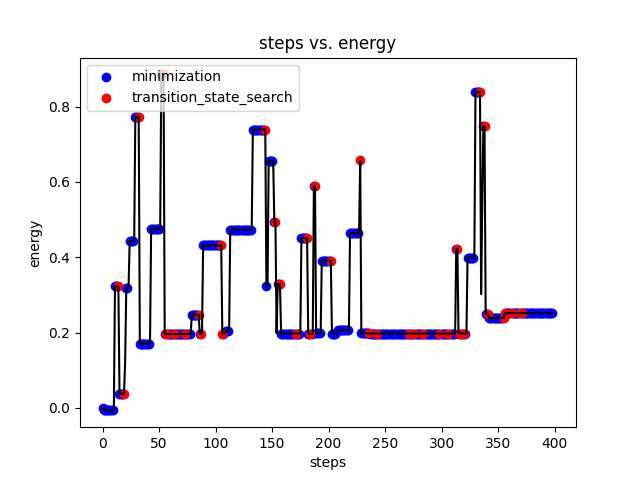 steps vs. energy
minimization
transition_state_search
energy
0.8
0.6
0.4
0.2
0.0
0 50 100 150 200 250 300 350 400
steps